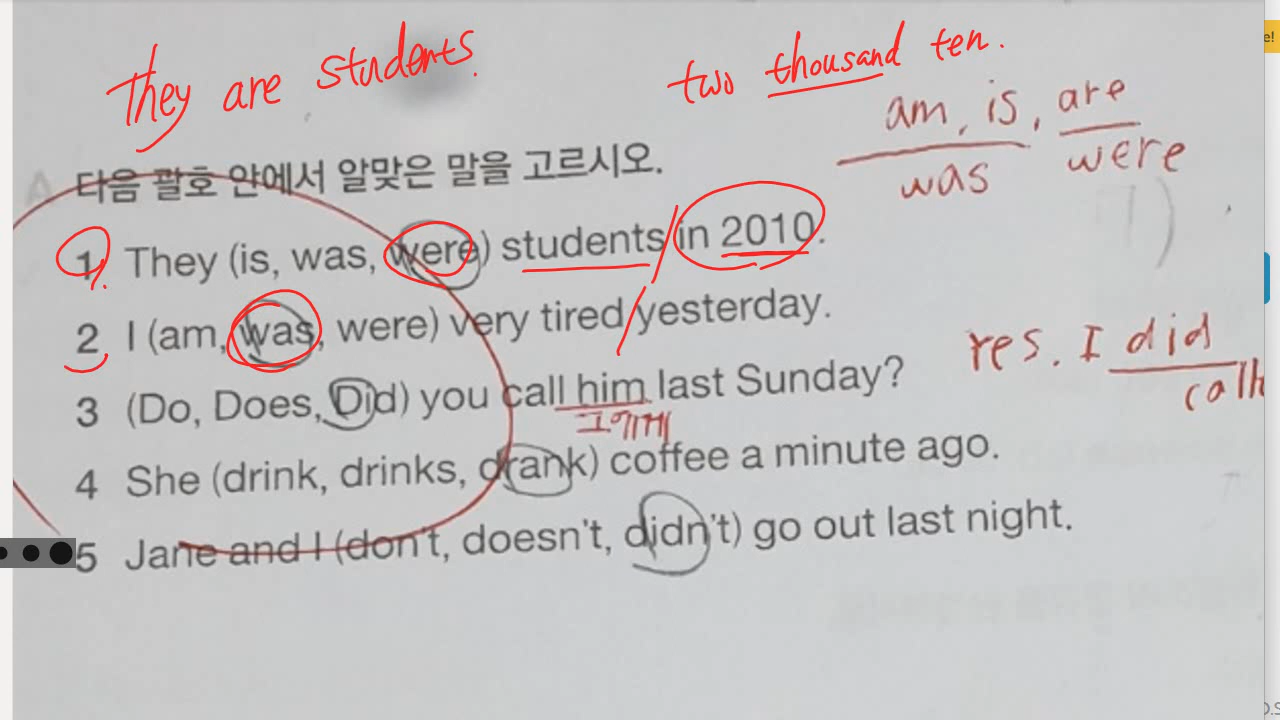 They are students.
two thousand ten.
am, is, are
was were
다음 괄호 안에서 알맞은 말을 고르시오.
1 They (is, was, were) students in 2010.
2 I (am, was, were) very tired yesterday.
3 (Do, Does, Did) you call him last Sunday?
그에게
Yes. I did
call
4 She (drink, drinks, drank) coffee a minute ago.
5 Jane and I (don't, doesn't, didn't) go out last night.